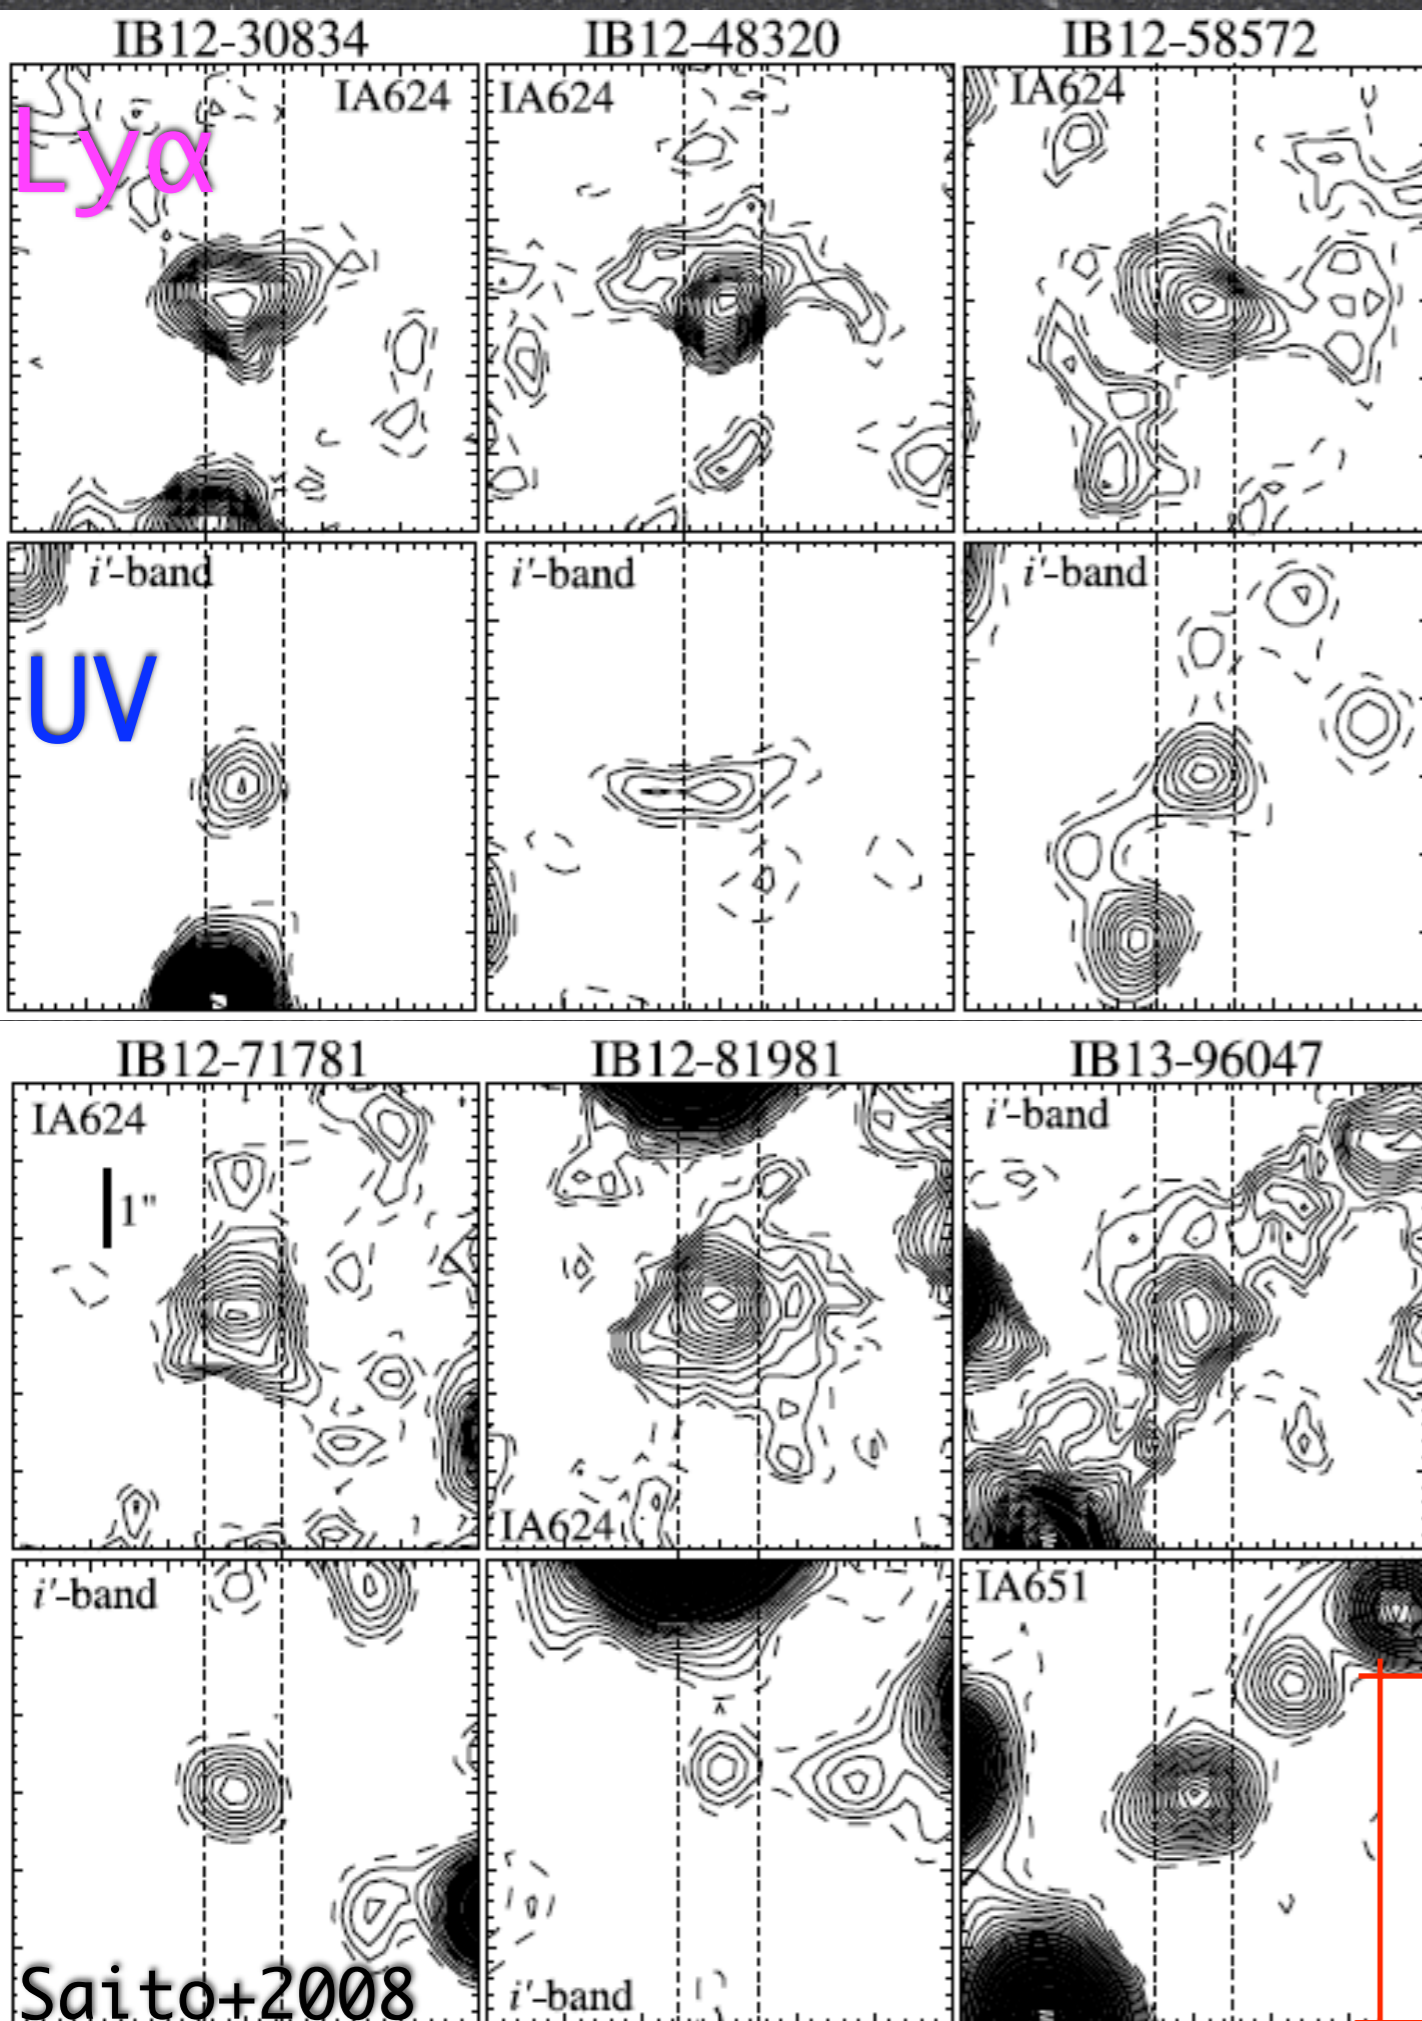 IB12-30834 IB12-48320 IB12-58572
IA624 IA624 IA624
Lyα
i'-band i'-band i'-band
UV
IB12-71781 IB12-81981 IB13-96047
IA624 i'-band
1"
IA624
i'-band IA651
i'-band
Saito+2008